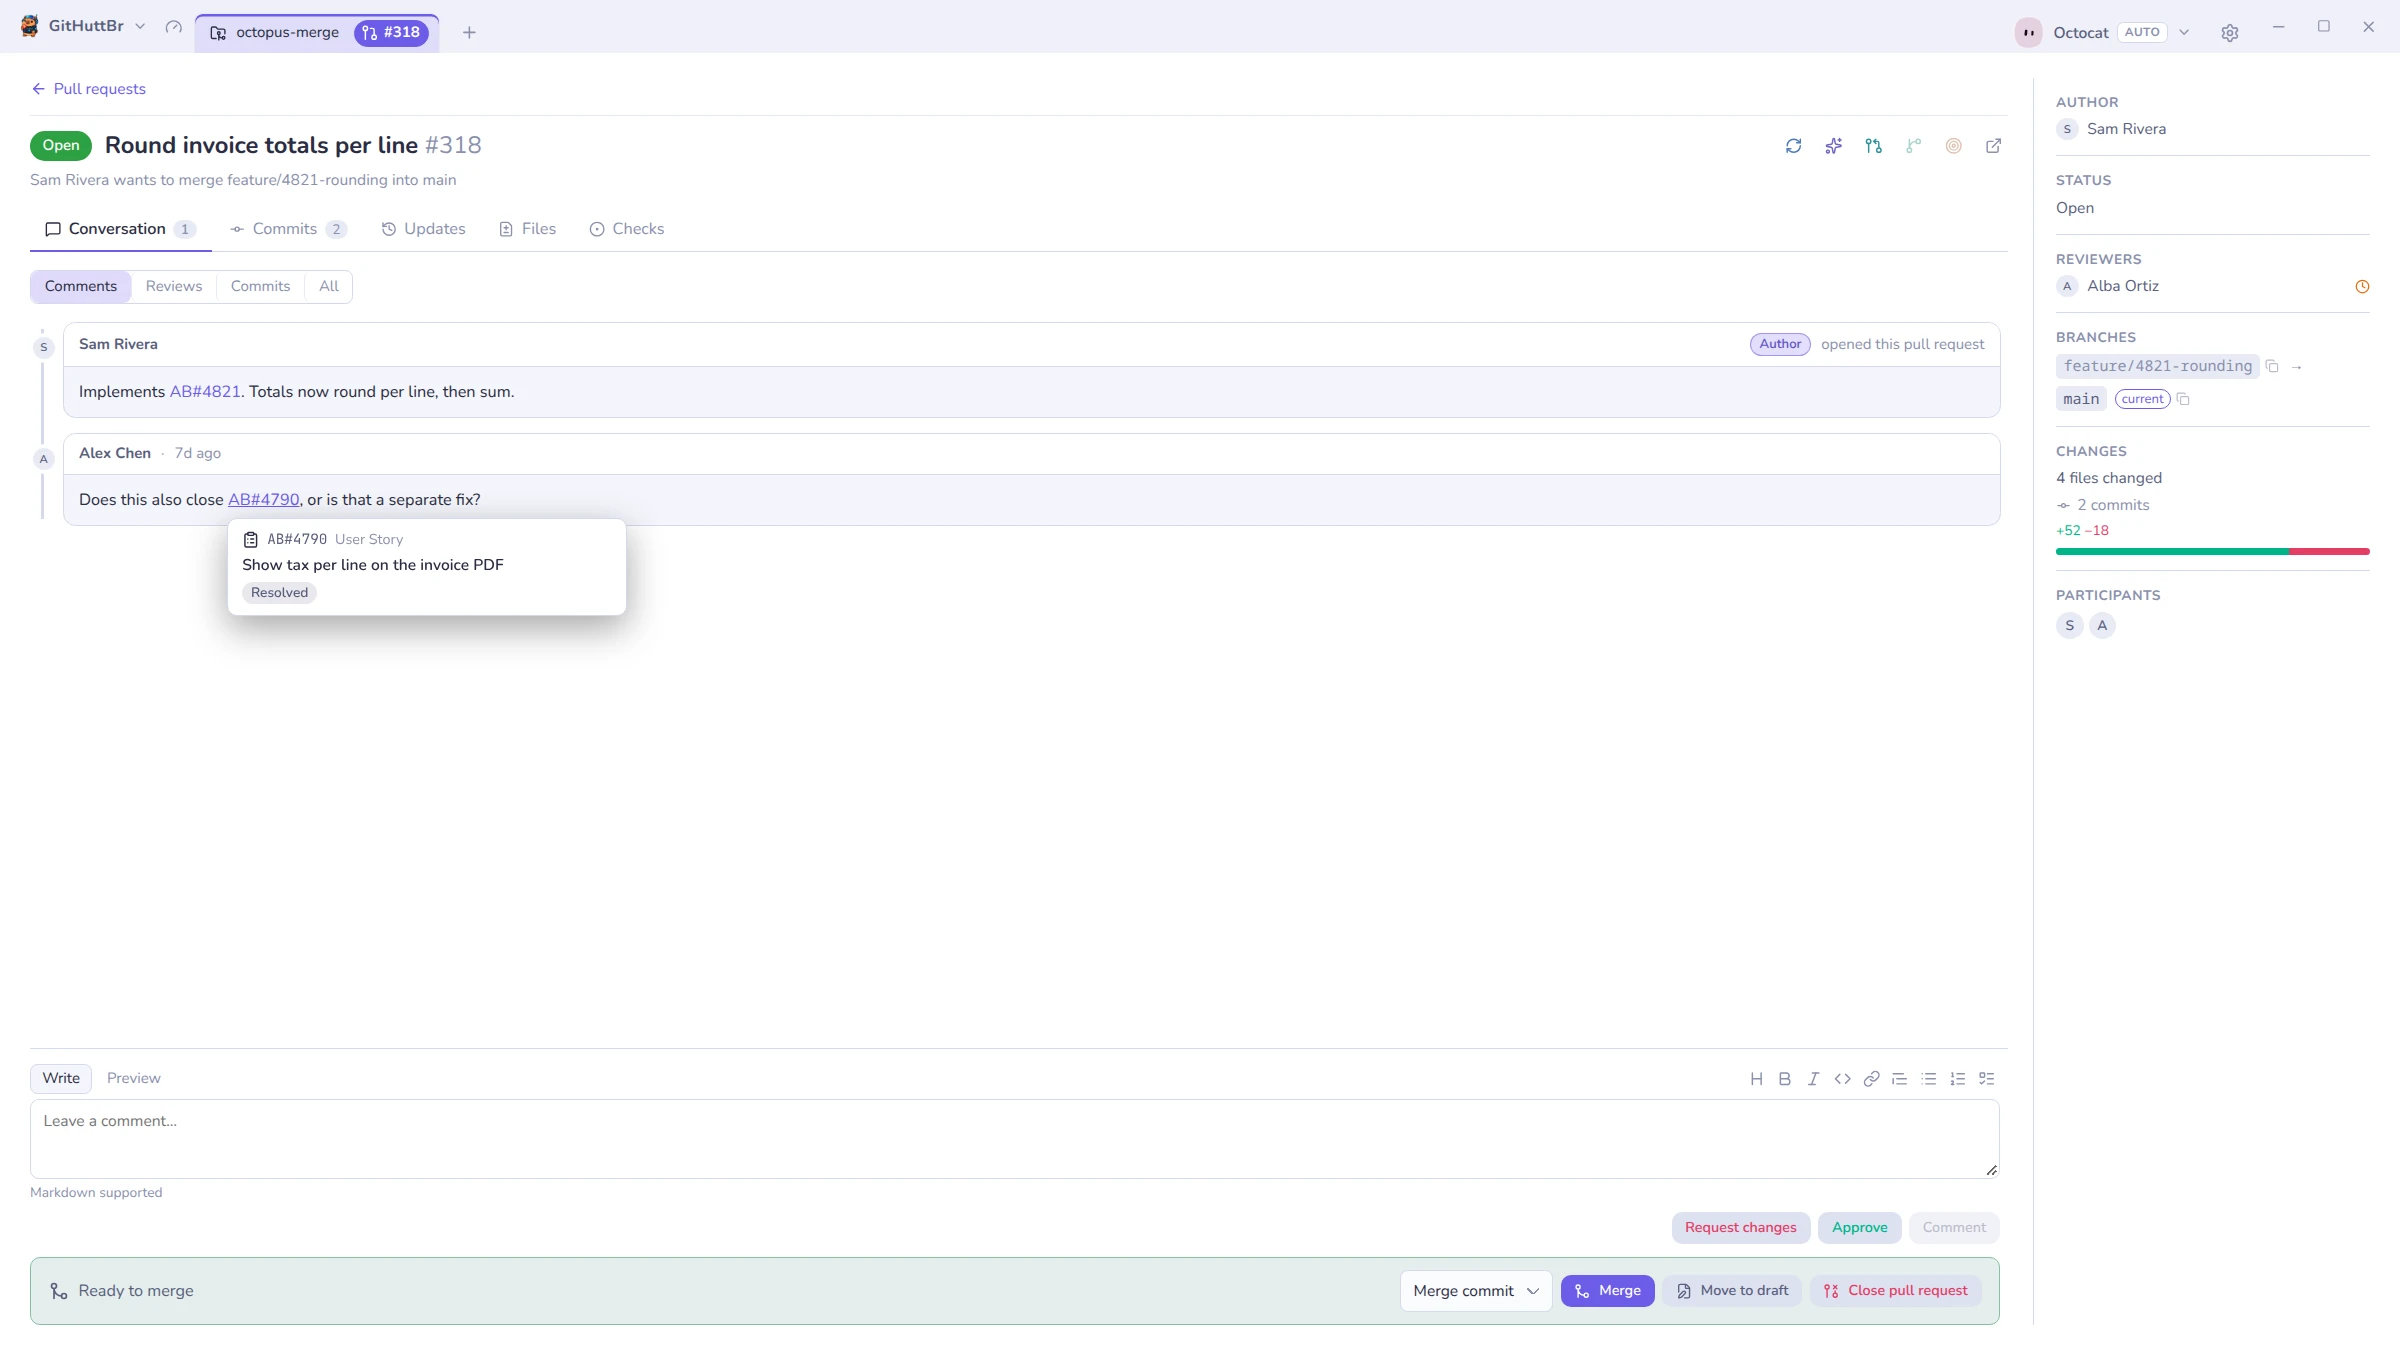 GitHuttBr
octopus-merge #318
Octocat AUTO
Pull requests
Open Round invoice totals per line #318
Sam Rivera wants to merge feature/4821-rounding into main
Conversation 1 Commits 2 Updates Files Checks
Comments Reviews Commits All
S
Sam Rivera
Author opened this pull request
Implements AB#4821. Totals now round per line, then sum.
A
Alex Chen · 7d ago
Does this also close AB#4790, or is that a separate fix?
AB#4790 User Story
Show tax per line on the invoice PDF
Resolved
Write Preview
Leave a comment...
Markdown supported
Request changes Approve Comment
Ready to merge
Merge commit Merge Move to draft Close pull request
AUTHOR
S Sam Rivera
STATUS
Open
REVIEWERS
A Alba Ortiz
BRANCHES
feature/4821-rounding →
main current
CHANGES
4 files changed
2 commits
+52 −18
PARTICIPANTS
S A